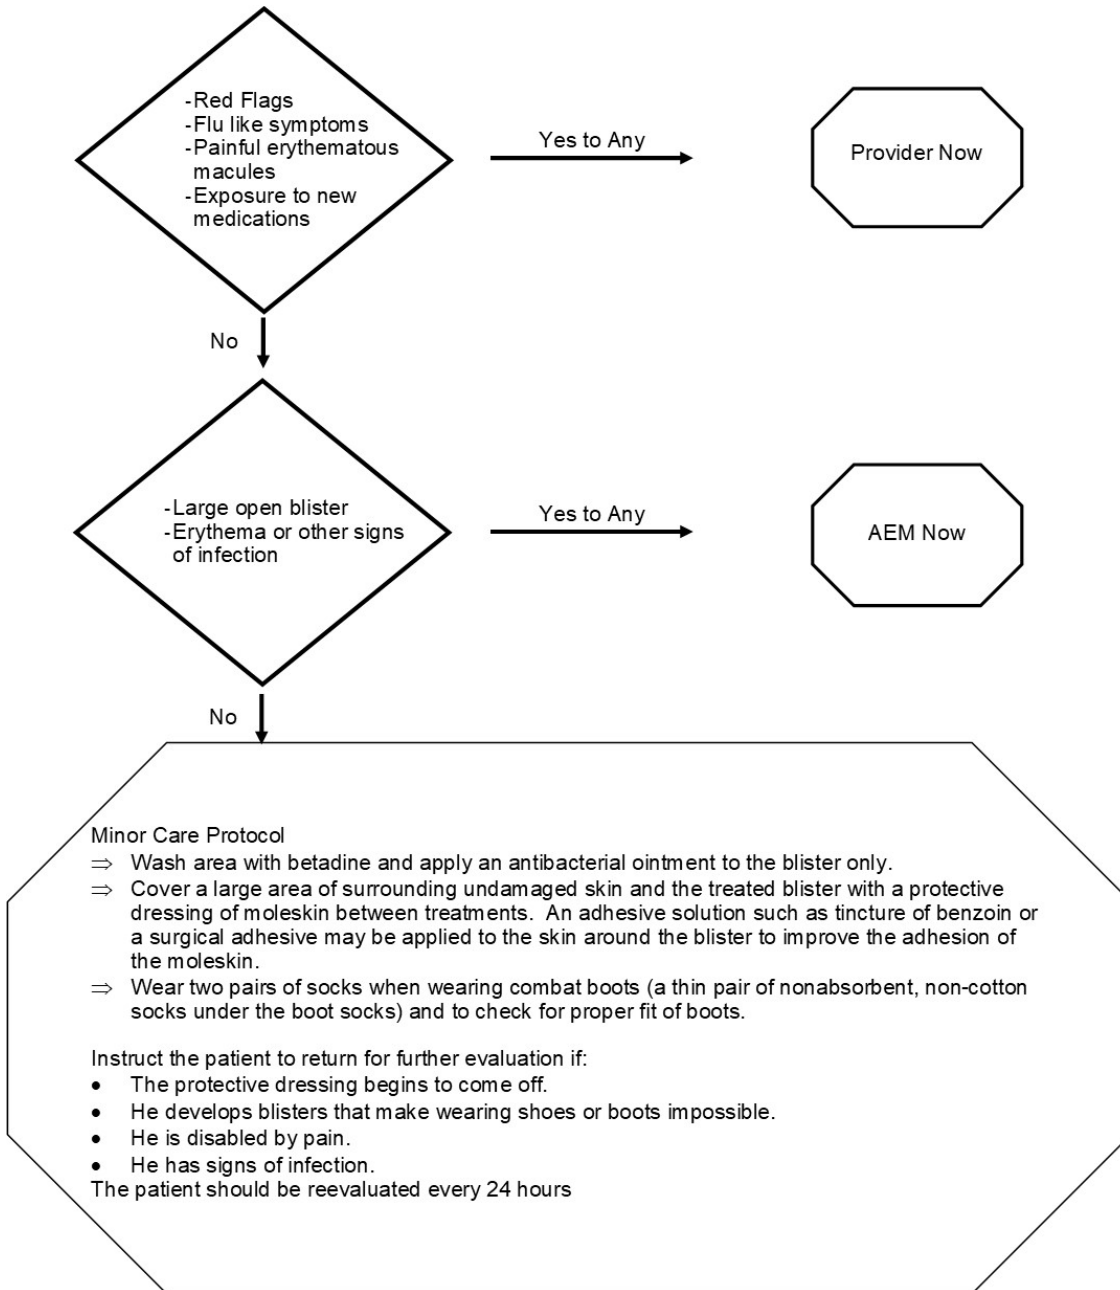 -Red Flags
-Flu like symptoms
-Painful erythematous
macules
-Exposure to new
medications
Yes to Any
Provider Now
No
-Large open blister
-Erythema or other signs
of infection
Yes to Any
AEM Now
No
Minor Care Protocol
⇒ Wash area with betadine and apply an antibacterial ointment to the blister only.
⇒ Cover a large area of surrounding undamaged skin and the treated blister with a protective
dressing of moleskin between treatments.  An adhesive solution such as tincture of benzoin or
a surgical adhesive may be applied to the skin around the blister to improve the adhesion of
the moleskin.
⇒ Wear two pairs of socks when wearing combat boots (a thin pair of nonabsorbent, non-cotton
socks under the boot socks) and to check for proper fit of boots.
Instruct the patient to return for further evaluation if:
• The protective dressing begins to come off.
• He develops blisters that make wearing shoes or boots impossible.
• He is disabled by pain.
• He has signs of infection.
The patient should be reevaluated every 24 hours